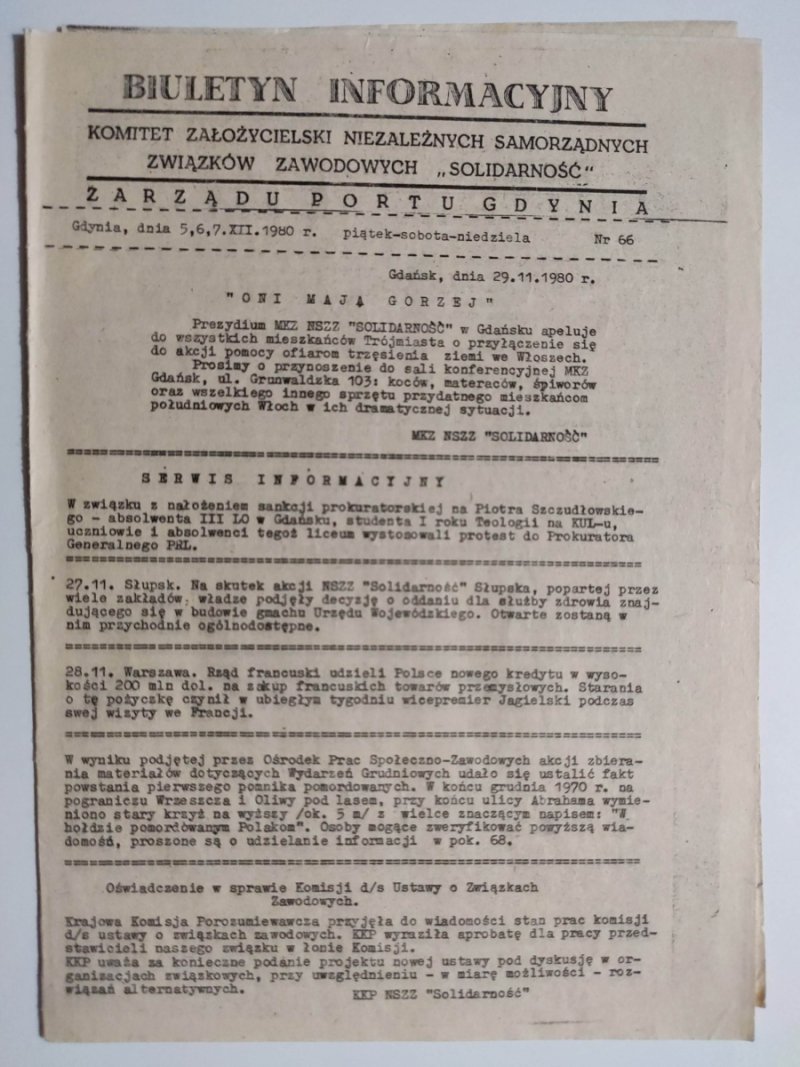 BIULETYN INFORMACYJNY
KOMITET ZAŁOŻYCIELSKI NIEZALEŻNYCH SAMORZĄDNYCH
ZWIĄZKÓW ZAWODOWYCH „SOLIDARNOŚĆ"
ZARZĄDU PORTU GDYNIA
Gdynia, dnia 5,6,7.XII.1980 r. piątek-sobota-niedziela Nr 66
Gdańsk, dnia 29.11.1980 r.
"ONI MAJĄ GORZEJ"
Prezydium MKZ NSZZ "SOLIDARNOŚĆ" w Gdańsku apeluje
do wszystkich mieszkańców Trójmiasta o przyłączenie się
do akcji pomocy ofiarom trzęsienia ziemi we Włoszech.
Prosimy o przynoszenie do sali konferencyjnej MKZ
Gdańsk, ul. Grunwaldzka 103: koców, materaców, śpiworów
oraz wszelkiego innego sprzętu przydatnego mieszkańcom
południowych Włoch w ich dramatycznej sytuacji.
MKZ NSZZ "SOLIDARNOŚĆ"
SERWIS INFORMACYJNY
W związku z nałożeniem sankcji prokuratorskiej na Piotra Szczudłowskie-
go - absolwenta III LO w Gdańsku, studenta I roku Teologii na KUL-u,
uczniowie i absolwenci tegoż liceum wystosowali protest do Prokuratora
Generalnego PRL.
27.11. Słupsk. Na skutek akcji NSZZ "Solidarność" Słupska, popartej przez
wiele zakładów, władze podjęły decyzję o oddaniu dla służby zdrowia znaj-
dującego się w budowie gmachu Urzędu Wojewódzkiego. Otwarte zostaną w
nim przychodnie ogólnodostępne.
28.11. Warszawa. Rząd francuski udzieli Polsce nowego kredytu w wyso-
kości 200 mln dol. na zakup francuskich towarów przemysłowych. Starania
o tę pożyczkę czynił w ubiegłym tygodniu wicepremier Jagielski podczas
swej wizyty we Francji.
W wyniku podjętej przez Ośrodek Prac Społeczno-Zawodowych akcji zbiera-
nia materiałów dotyczących Wydarzeń Grudniowych udało się ustalić fakt
powstania pierwszego pomnika pomordowanych. W końcu grudnia 1970 r. na
pograniczu Wrzeszcza i Oliwy pod lasem, przy końcu ulicy Abrahama wymie-
niono stary krzyż na wyższy /ok. 5 m/ z wielce znaczącym napisem: "W
hołdzie pomordowanym Polakom". Osoby mogące zweryfikować powyższą wia-
domość, proszone są o udzielanie informacji w pok. 68.
Oświadczenie w sprawie Komisji d/s Ustawy o Związkach
Zawodowych.
Krajowa Komisja Porozumiewawcza przyjęła do wiadomości stan prac komisji
d/s ustawy o związkach zawodowych. KKP wyraziła aprobatę dla pracy przed-
stawicieli naszego związku w łonie Komisji.
KKP uważa za konieczne podanie projektu nowej ustawy pod dyskusję w or-
ganizacjach związkowych, przy uwzględnieniu - w miarę możliwości - roz-
wiązań alternatywnych.
KKP NSZZ "Solidarność"